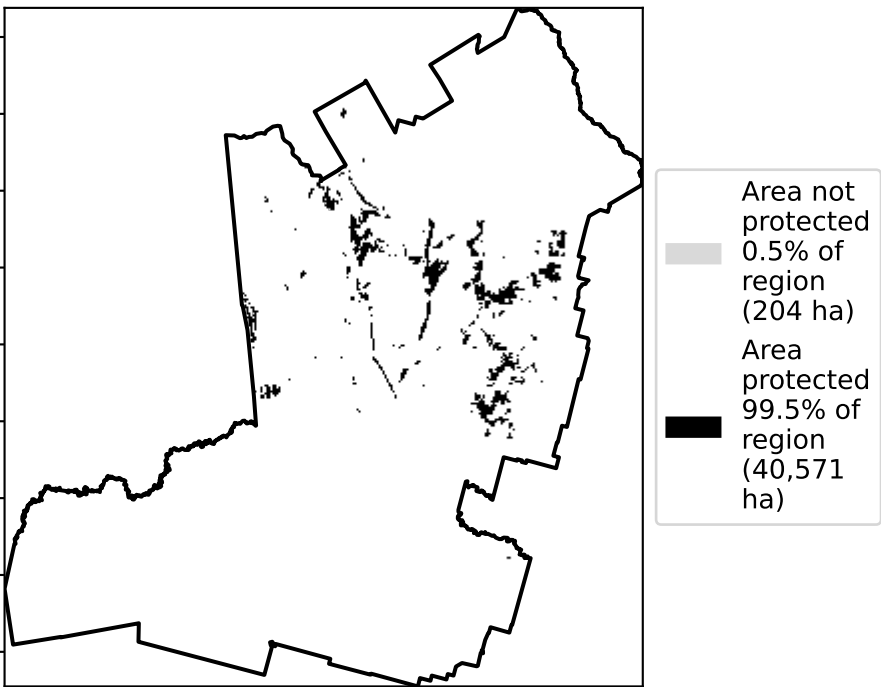 Area not
protected
0.5% of
region
(204 ha)
Area
protected
99.5% of
region
(40,571
ha)